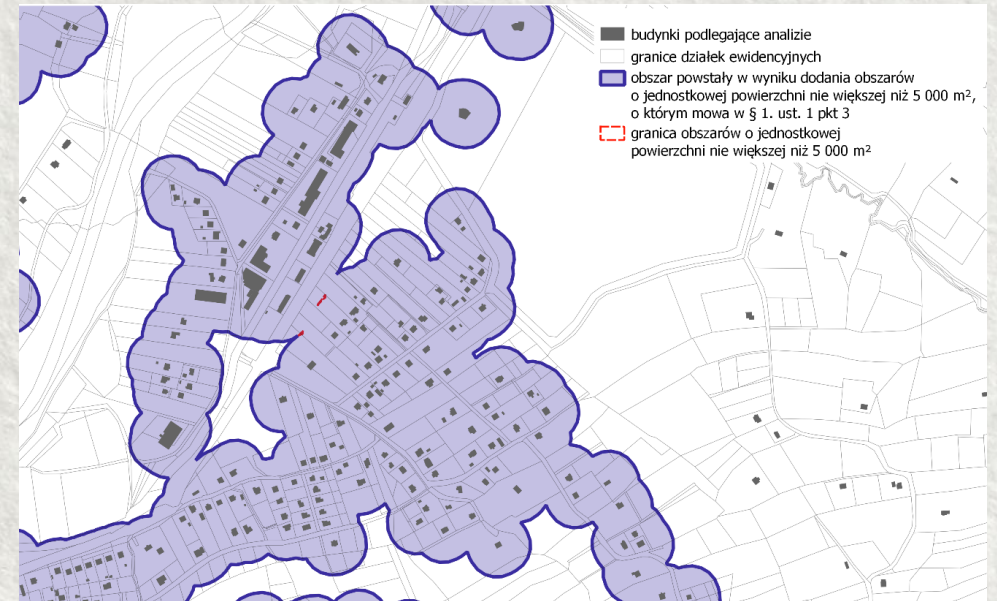 budynki podlegające analizie
granice działek ewidencyjnych
obszar powstały w wyniku dodania obszarów
o jednostkowej powierzchni nie większej niż 5 000 m²,
o którym mowa w § 1. ust. 1 pkt 3
granica obszarów o jednostkowej
powierzchni nie większej niż 5 000 m²